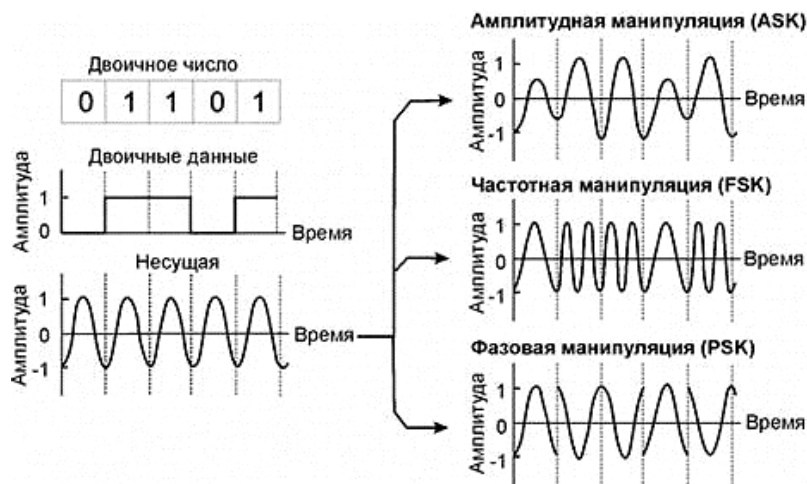 Двоичное число
0 1 1 0 1
Двоичные данные
Амплитуда
1
0
Время
Несущая
Амплитуда
1
0
-1
Время
Амплитудная манипуляция (ASK)
Амплитуда
1
0
-1
Время
Частотная манипуляция (FSK)
Амплитуда
1
0
-1
Время
Фазовая манипуляция (PSK)
Амплитуда
1
0
-1
Время